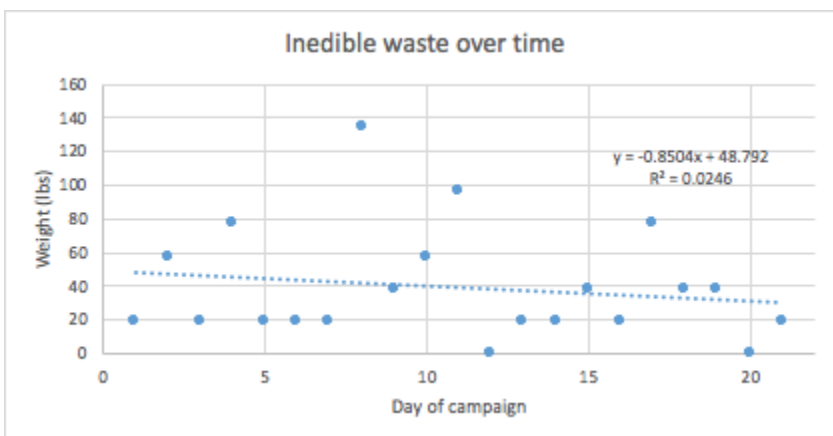 Inedible waste over time
160
140
120
100
80
60
40
20
0
Weight (lbs)
y = -0.8504x + 48.792
R² = 0.0246
0 5 10 15 20
Day of campaign